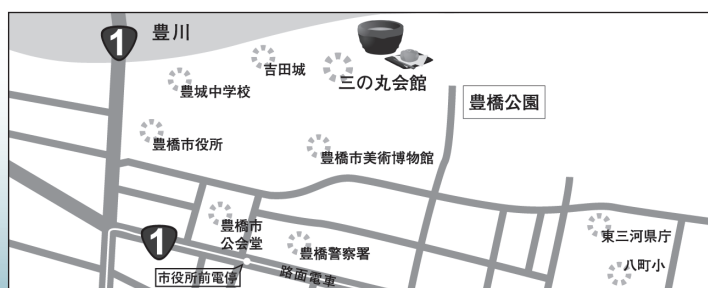 1
豊川
吉田城
豊城中学校
三の丸会館
豊橋公園
豊橋市役所
豊橋市美術博物館
豊橋市
公会堂
1
豊橋警察署
東三河県庁
八町小
市役所前電停
路面電車